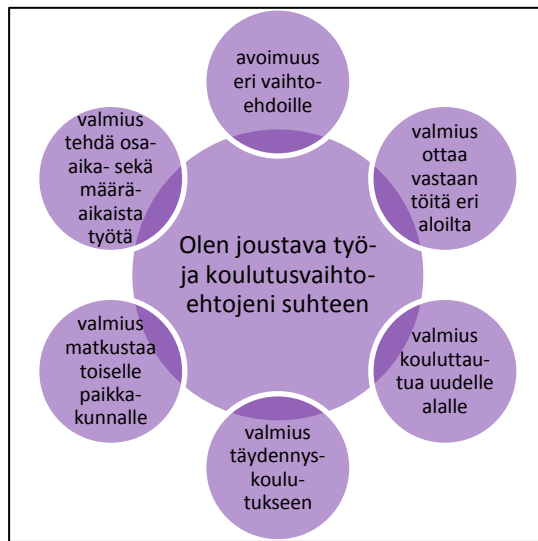 avoimuus
eri vaihto-
ehdoille
valmius
ottaa
vastaan
töitä eri
aloilta
valmius
kouluttau-
tua uudelle
alalle
valmius
täydennys-
koulu-
tukseen
valmius
matkustaa
toiselle
paikka-
kunnalle
valmius
tehdä osa-
aika- sekä
määrä-
aikaista
työtä
Olen joustava työ-
ja koulutusvaihto-
ehtojeni suhteen